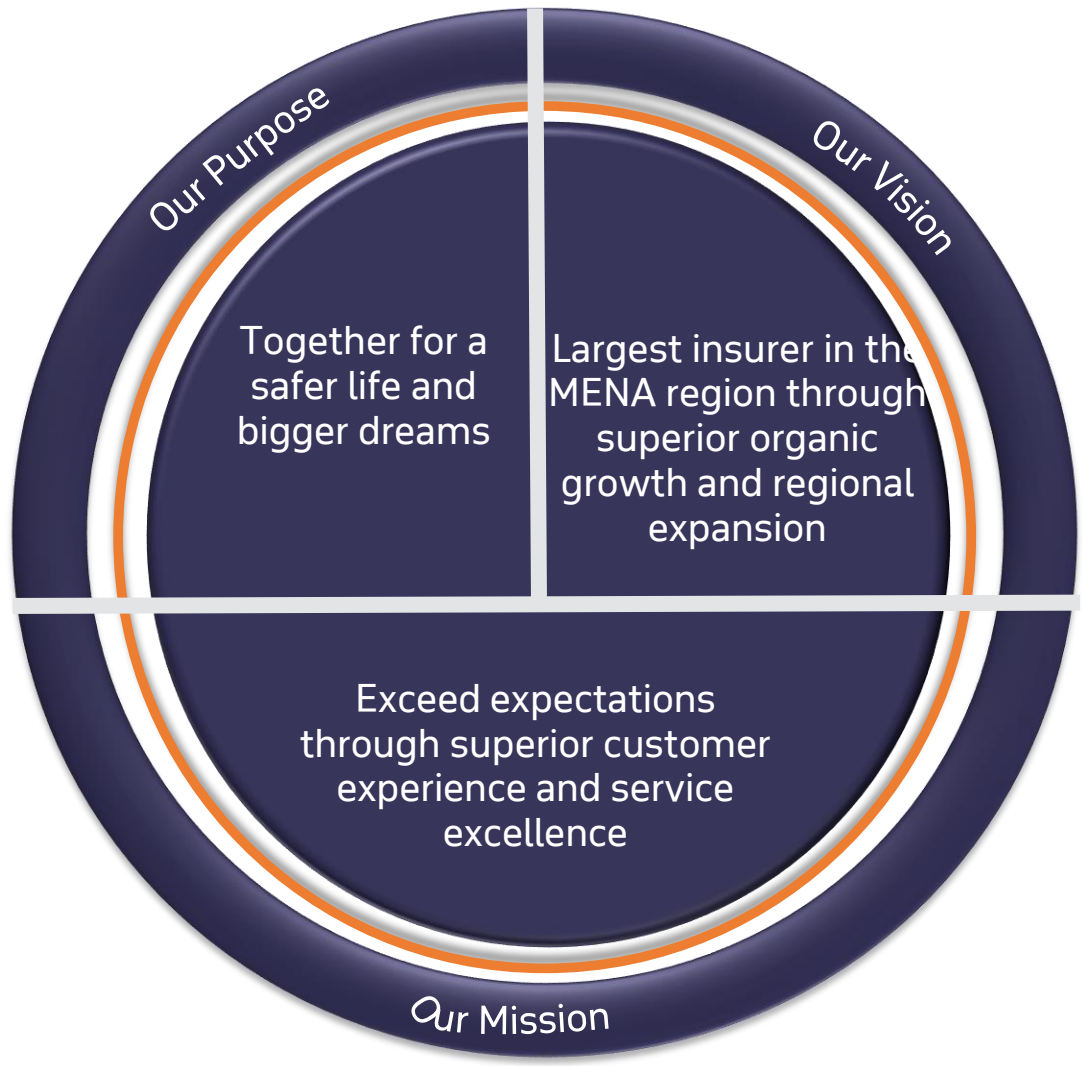 Our Purpose
Together for a
safer life and
bigger dreams
Our Vision
Largest insurer in the
MENA region through
superior organic
growth and regional
expansion
Exceed expectations
through superior customer
experience and service
excellence
Our Mission